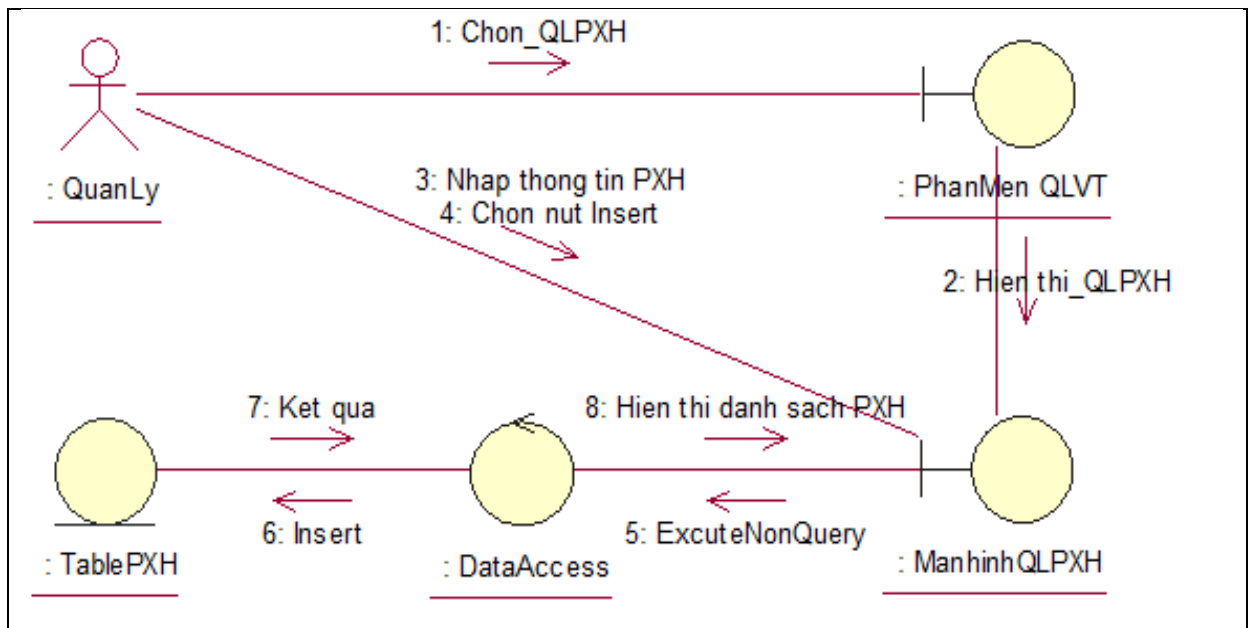 1: Chon_QLPXH
: QuanLy
: PhanMen QLVT
3: Nhap thong tin PXH
4: Chon nut Insert
2: Hien thi_QLPXH
7: Ket qua
8: Hien thi danh sach PXH
6: Insert
5: ExcuteNonQuery
: TablePXH
: DataAccess
: ManhinhQLPXH